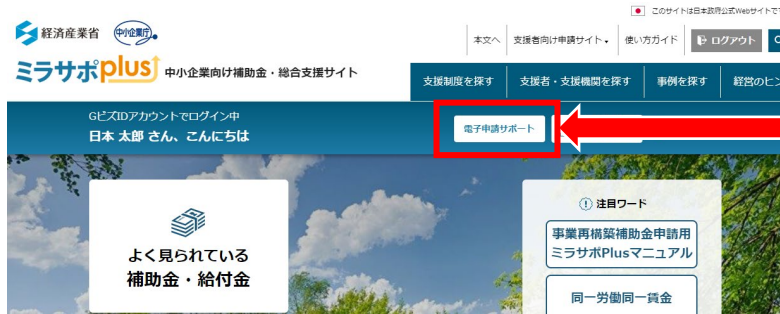 このサイトは日本政府公式Webサイトです
経済産業省 中小企業庁
本文へ 支援者向け申請サイト 使い方ガイド ログアウト
ミラサポplus 中小企業向け補助金・総合支援サイト
支援制度を探す 支援者・支援機関を探す 事例を探す 経営のヒン
GビズIDアカウントでログイン中
日本 太郎 さん、こんにちは
電子申請サポート
注目ワード
よく見られている
補助金・給付金
事業再構築補助金申請用
ミラサポPlusマニュアル
同一労働同一賃金